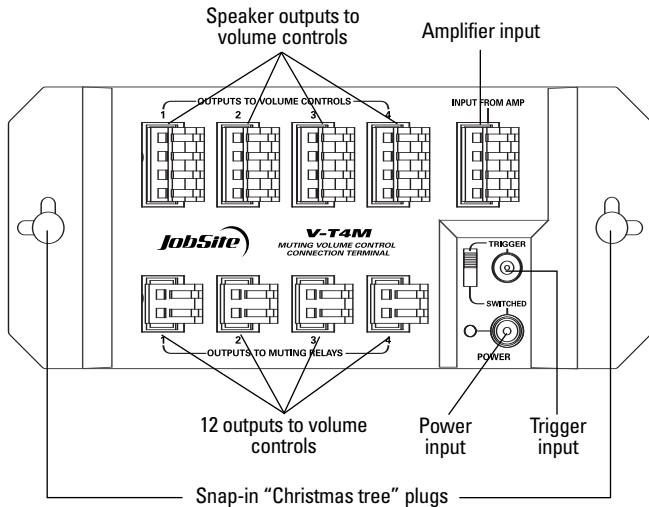 Speaker outputs to
volume controls
Amplifier input
OUTPUTS TO VOLUME CONTROLS
INPUT FROM AMP
1 2 3 4
JobSite
V-T4M
MUTING VOLUME CONTROL
CONNECTION TERMINAL
TRIGGER
SWITCHED
POWER
1 2 3 4
OUTPUTS TO MUTING RELAYS
12 outputs to volume
controls
Power
input
Trigger
input
Snap-in “Christmas tree” plugs